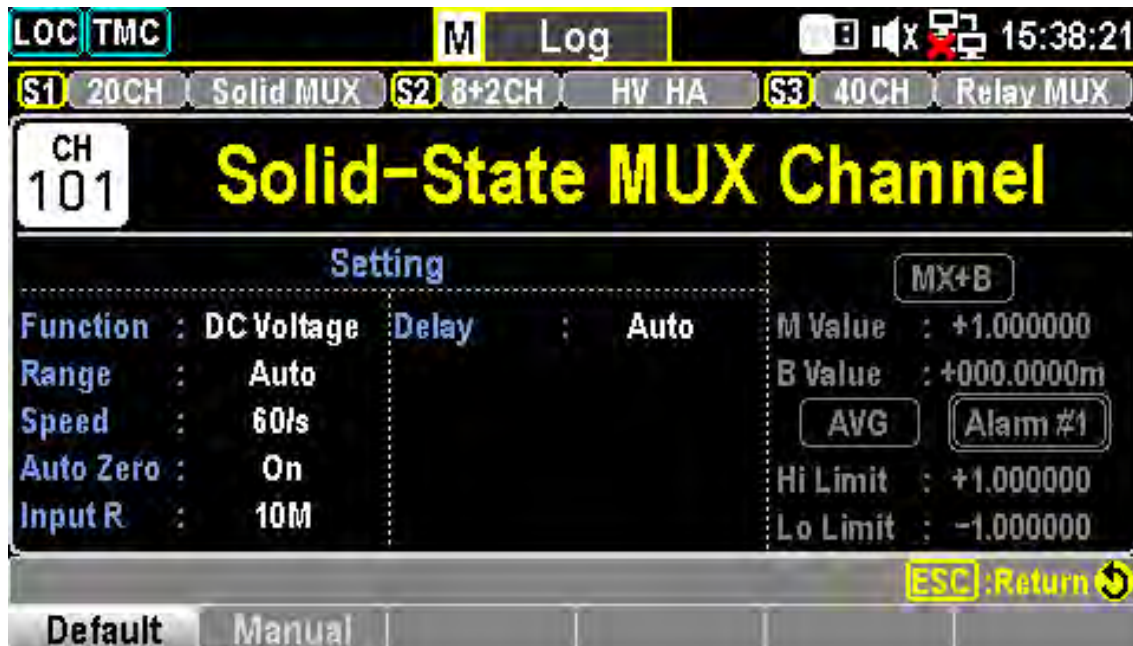 LOC TMC M Log 15:38:21
S1 20CH Solid MUX S2 8+2CH HV HA S3 40CH Relay MUX
CH
101
Solid-State MUX Channel
Setting
Function : DC Voltage
Range : Auto
Speed : 60/s
Auto Zero : On
Input R : 10M
Delay : Auto
MX+B
M Value : +1.000000
B Value : +000.0000m
AVG Alarm #1
Hi Limit : +1.000000
Lo Limit : -1.000000
ESC :Return
Default Manual